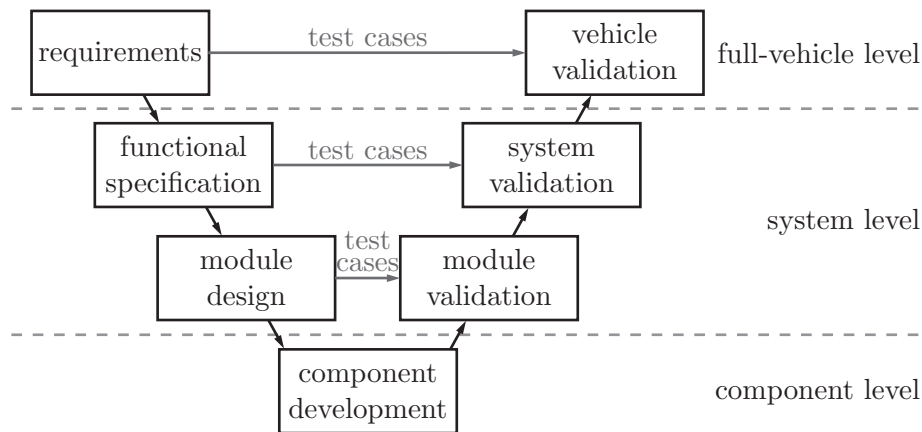 requirements
test cases
vehicle
validation
full-vehicle level
functional
specification
test cases
system
validation
system level
module
design
test
cases
module
validation
component
development
component level